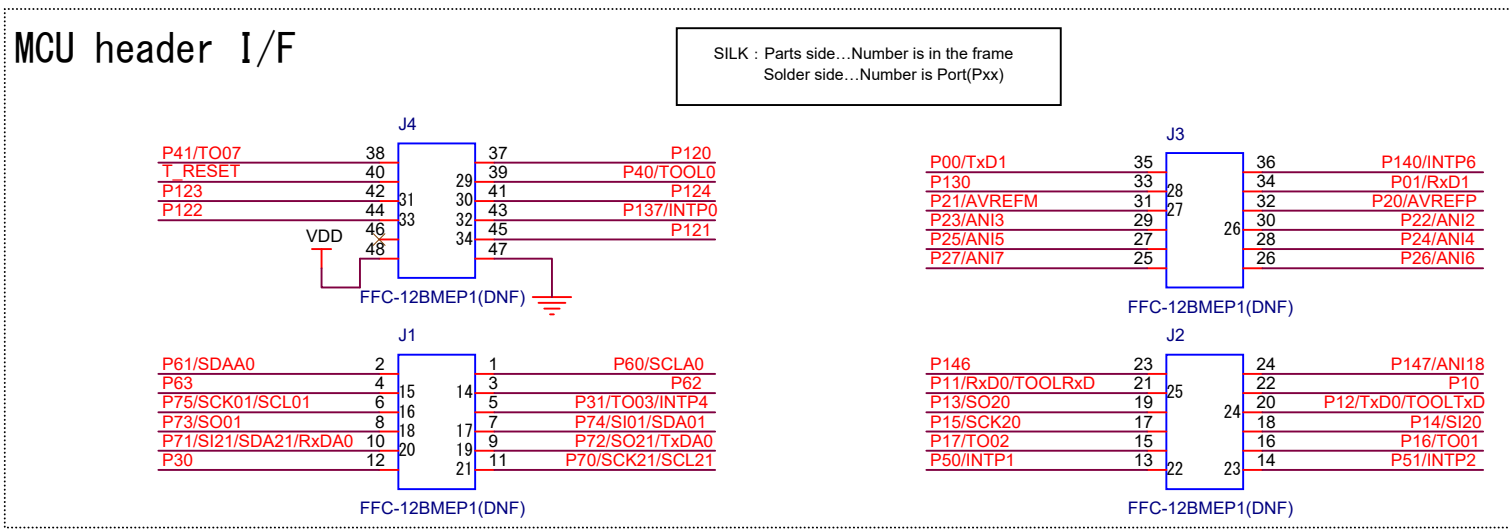 MCU header I/F
SILK : Parts side...Number is in the frame
Solder side...Number is Port(Pxx)
J4
P41/TO07 38 37 P120
T_RESET 40 29 39 P40/TOOL0
P123 42 31 30 41 P124
P122 44 33 32 43 P137/INTP0
46 34 45 P121
VDD 48 47
FFC-12BMEP1(DNF)
J3
P00/TxD1 35 36 P140/INTP6
P130 33 28 34 P01/RxD1
P21/AVREFM 31 27 32 P20/AVREFP
P23/ANI3 29 26 30 P22/ANI2
P25/ANI5 27 28 P24/ANI4
P27/ANI7 25 26 P26/ANI6
FFC-12BMEP1(DNF)
J1
P61/SDAA0 2 1 P60/SCLA0
P63 4 15 14 3 P62
P75/SCK01/SCL01 6 16 5 P31/TO03/INTP4
P73/SO01 8 18 17 7 P74/SI01/SDA01
P71/SI21/SDA21/RxDA0 10 20 19 9 P72/SO21/TxDA0
P30 12 21 11 P70/SCK21/SCL21
FFC-12BMEP1(DNF)
J2
P146 23 24 P147/ANI18
P11/RxD0/TOOLRxD 21 25 22 P10
P13/SO20 19 24 20 P12/TxD0/TOOLTxD
P15/SCK20 17 18 P14/SI20
P17/TO02 15 16 P16/TO01
P50/INTP1 13 22 23 14 P51/INTP2
FFC-12BMEP1(DNF)